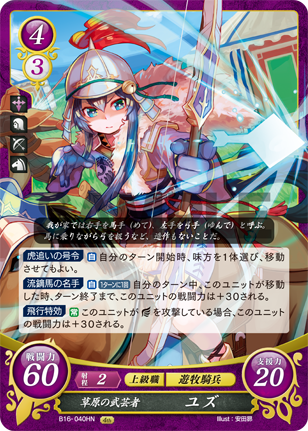 4
3
我が家では右手を馬手（めて）、左手を弓手（ゆんで）と呼ぶ。
馬に乗りながら弓を扱うなど、造作もないことだ。
虎追いの号令 自 自分のターン開始時、味方を1体選び、移動
させてもよい。
流鏑馬の名手 自 1ターンに1回 自分のターン中、このユニットが移動
した時、ターン終了まで、このユニットの戦闘力は＋30される。
飛行特効 常 このユニットが を攻撃している場合、このユニット
の戦闘力は＋30される。
戦闘力
60
射程 2
上級職
遊牧騎兵
支援力
20
草原の武芸者 ユズ
B16-040HN
Illust：安田朗